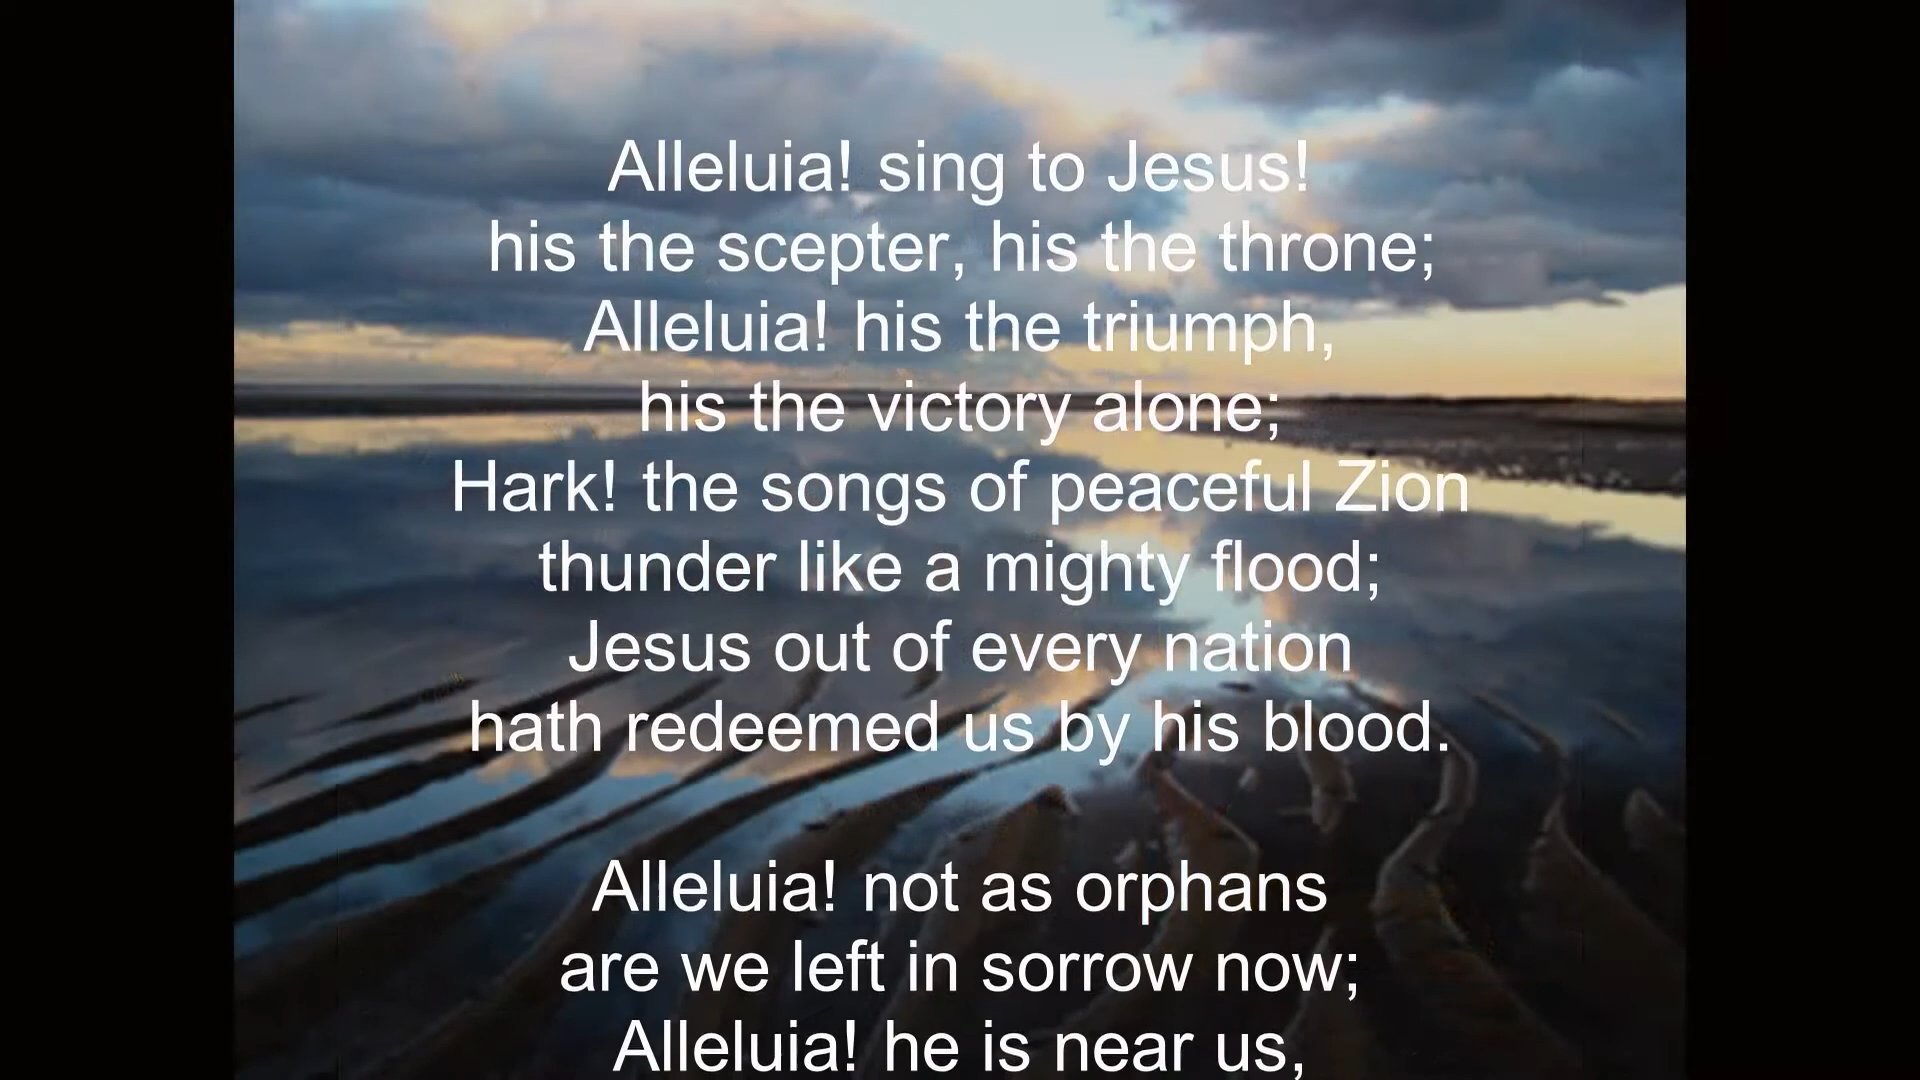 Alleluia! sing to Jesus!
his the scepter, his the throne;
Alleluia! his the triumph,
his the victory alone;
Hark! the songs of peaceful Zion
thunder like a mighty flood;
Jesus out of every nation
hath redeemed us by his blood.
Alleluia! not as orphans
are we left in sorrow now;
Alleluia! he is near us,